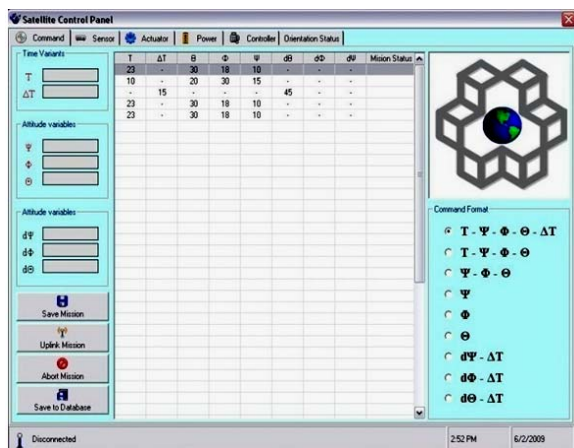 Satellite Control Panel
Command Sensor Actuator Power Controller Orientation Status
Time Variants
T
ΔT
Attitude variables
Ψ
Φ
Θ
Attitude variables
dΨ
dΦ
dΘ
Save Mission
Uplink Mission
Abort Mission
Save to Database
T ΔT Θ Φ Ψ dΘ dΦ dΨ Mision Status
23 - 30 18 10 - - -
10 - 20 30 15 - - -
- 15 - - - 45 - -
23 - 30 18 10 - - -
23 - 30 18 10 - - -
Command Format
T - Ψ - Φ - Θ - ΔT
T - Ψ - Φ - Θ
Ψ - Φ - Θ
Ψ
Φ
Θ
dΨ - ΔT
dΦ - ΔT
dΘ - ΔT
Disconnected 2:52 PM 6/2/2009